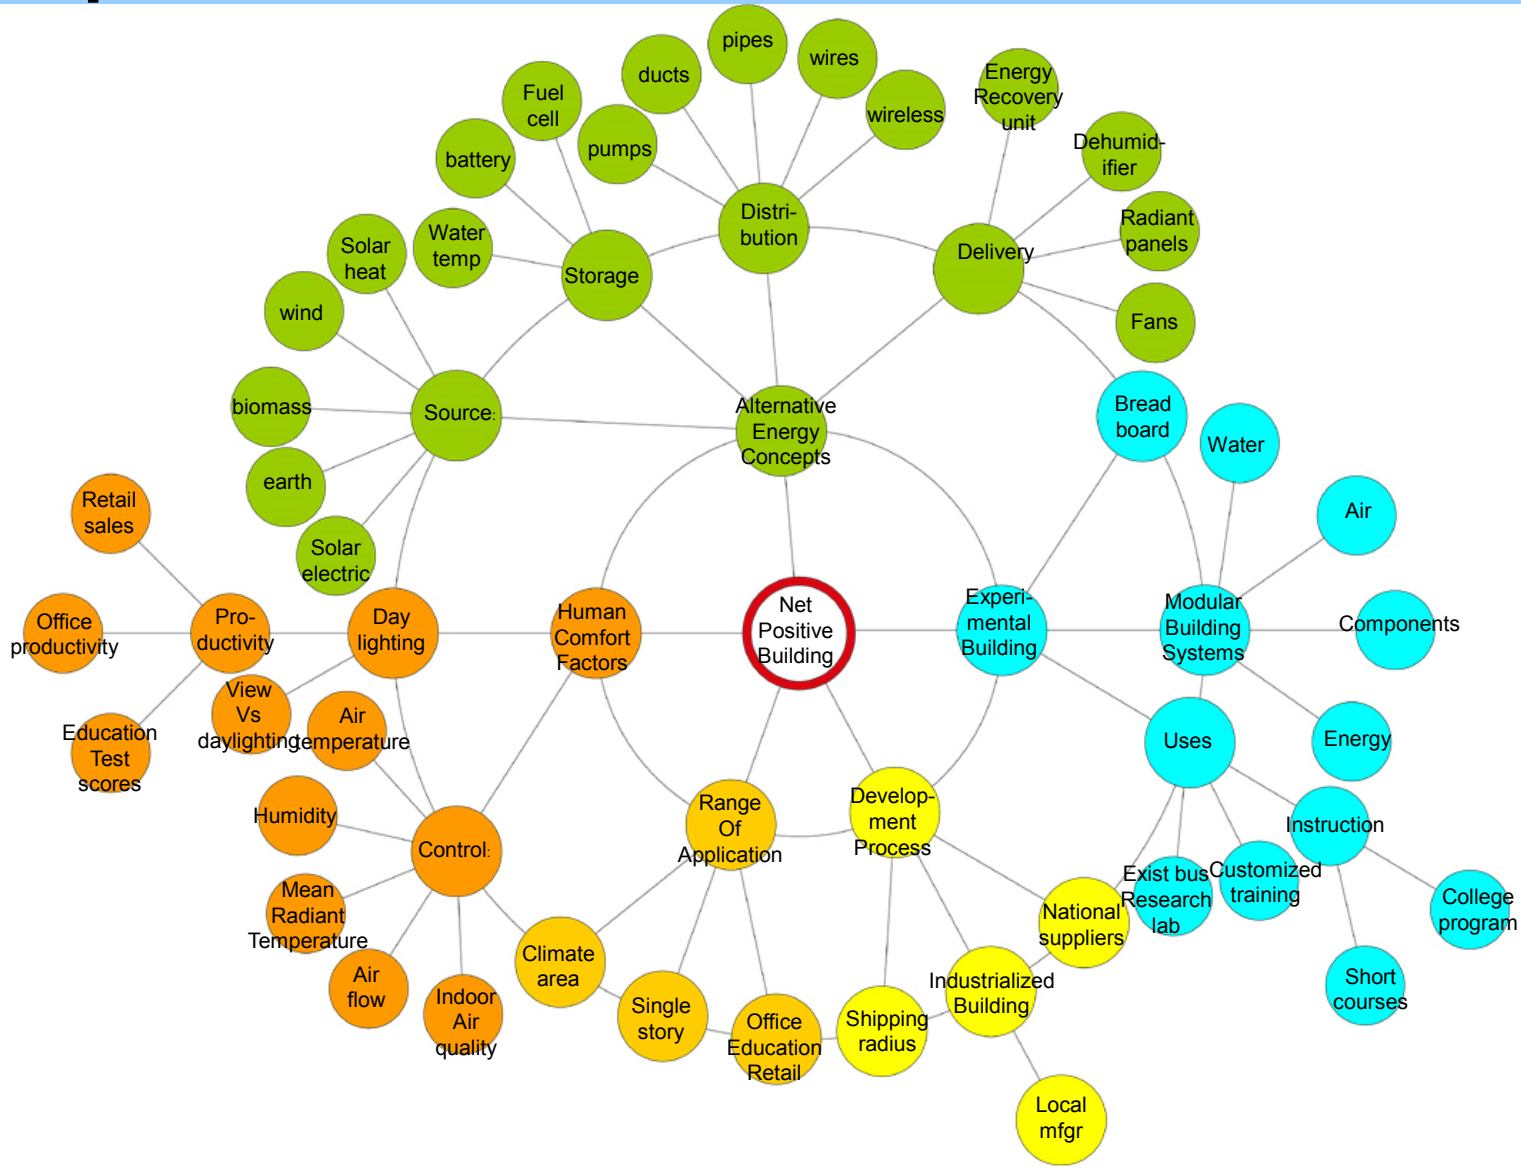 pipes
wires
ducts
Energy
Recovery
unit
Fuel
cell
wireless
pumps
battery
Dehumid-
ifier
Distri-
bution
Radiant
panels
Water
temp
Solar
heat
Storage
Delivery
wind
Fans
biomass
Source:
Alternative
Energy
Concepts
Bread
board
Water
earth
Solar
electric
Retail
sales
Air
Office
productivity
Pro-
ductivity
Day
lighting
Human
Comfort
Factors
Net
Positive
Building
Experi-
mental
Building
Modular
Building
Systems
Components
View
Vs
daylighting
Air
temperature
Education
Test
scores
Uses
Energy
Humidity
Control:
Range
Of
Application
Develop-
ment
Process
Instruction
Mean
Radiant
Temperature
Exist bus
Research
lab
Customized
training
College
program
National
suppliers
Climate
area
Air
flow
Indoor
Air
quality
Single
story
Office
Education
Retail
Shipping
radius
Industrialized
Building
Short
courses
Local
mfgr